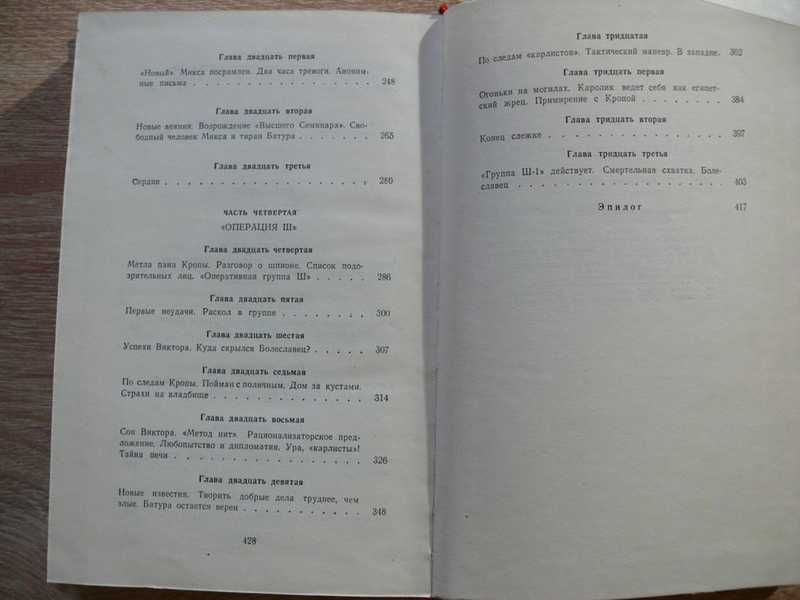 Глава двадцать первая
«Новый» Микса посрамлен. Два часа тревоги. Аноним-
ные письма . . . . . . . . . . . . . . 248
Глава двадцать вторая
Новые веяния. Возрождение «Высшего Семинара». Сво-
бодный человек Микса и тиран Батура . . . . . . . 265
Глава двадцать третья
Сердце . . . . . . . . . . . . . . . . . 280
ЧАСТЬ ЧЕТВЕРТАЯ
«ОПЕРАЦИЯ Ш»
Глава двадцать четвертая
Метла пана Кропы. Разговор о шпионе. Список подо-
зрительных лиц. «Оперативная группа Ш» . . . . . 286
Глава двадцать пятая
Первые неудачи. Раскол в группе . . . . . . . . 300
Глава двадцать шестая
Успехи Виктора. Куда скрылся Болеславец? . . . . . 307
Глава двадцать седьмая
По следам Кропы. Пойман с поличным. Дом за кустами.
Страхи на кладбище . . . . . . . . . . . . . 314
Глава двадцать восьмая
Сон Виктора. «Метод нит». Рационализаторское пред-
ложение. Любопытство и дипломатия. Ура, «карлисты»!
Тайна печи . . . . . . . . . . . . . . . . 326
Глава двадцать девятая
Новые известия. Творить добрые дела труднее, чем
злые. Батура остается верен . . . . . . . . . . . 348
428
Глава тридцатая
По следам «карлистов». Тактический маневр. В западне. 362
Глава тридцать первая
Огоньки на могилах. Каролик ведет себя как египет-
ский жрец. Примирение с Кропой . . . . . . . . 384
Глава тридцать вторая
Конец слежке . . . . . . . . . . . . . . . 397
Глава тридцать третья
«Группа Ш-1» действует. Смертельная схватка. Боле-
славец . . . . . . . . . . . . . . . . . 403
Эпилог 417